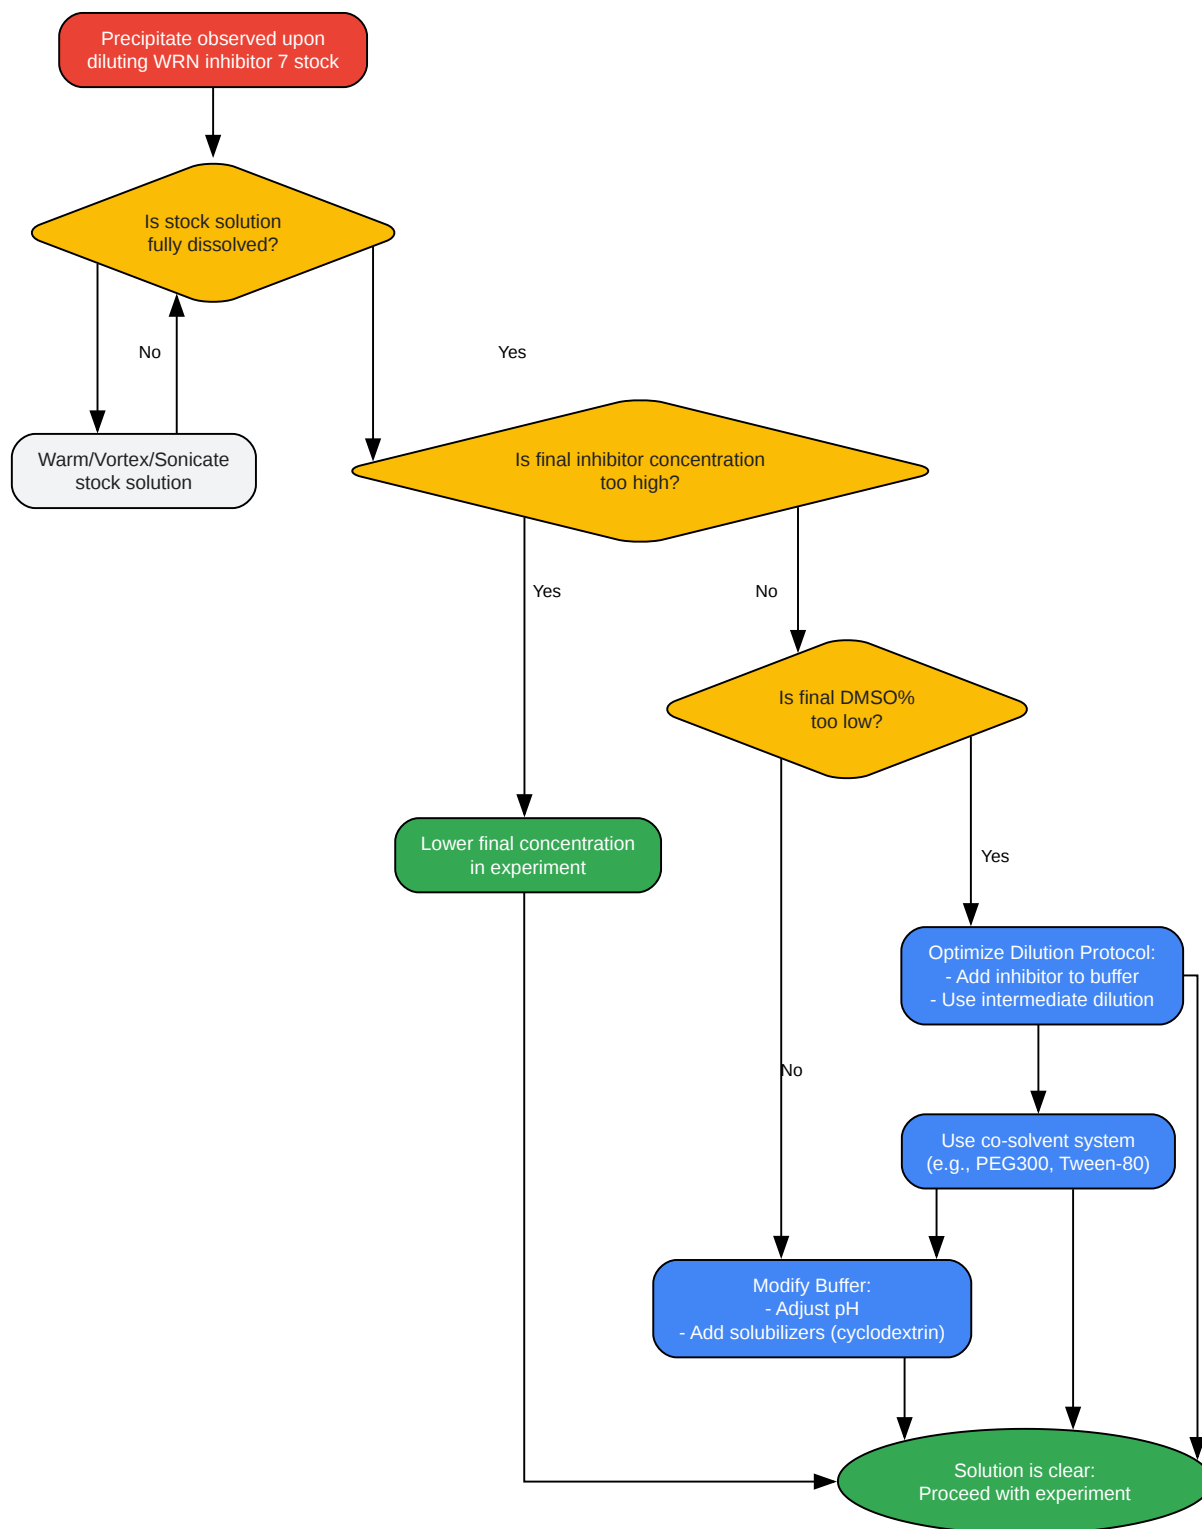 Precipitate observed upon
diluting WRN inhibitor 7 stock
Is stock solution
fully dissolved?
No
Yes
Warm/Vortex/Sonicate
stock solution
Is final inhibitor concentration
too high?
Yes
No
Is final DMSO%
too low?
Lower final concentration
in experiment
Yes
Optimize Dilution Protocol:
- Add inhibitor to buffer
- Use intermediate dilution
No
Use co-solvent system
(e.g., PEG300, Tween-80)
Modify Buffer:
- Adjust pH
- Add solubilizers (cyclodextrin)
Solution is clear:
Proceed with experiment